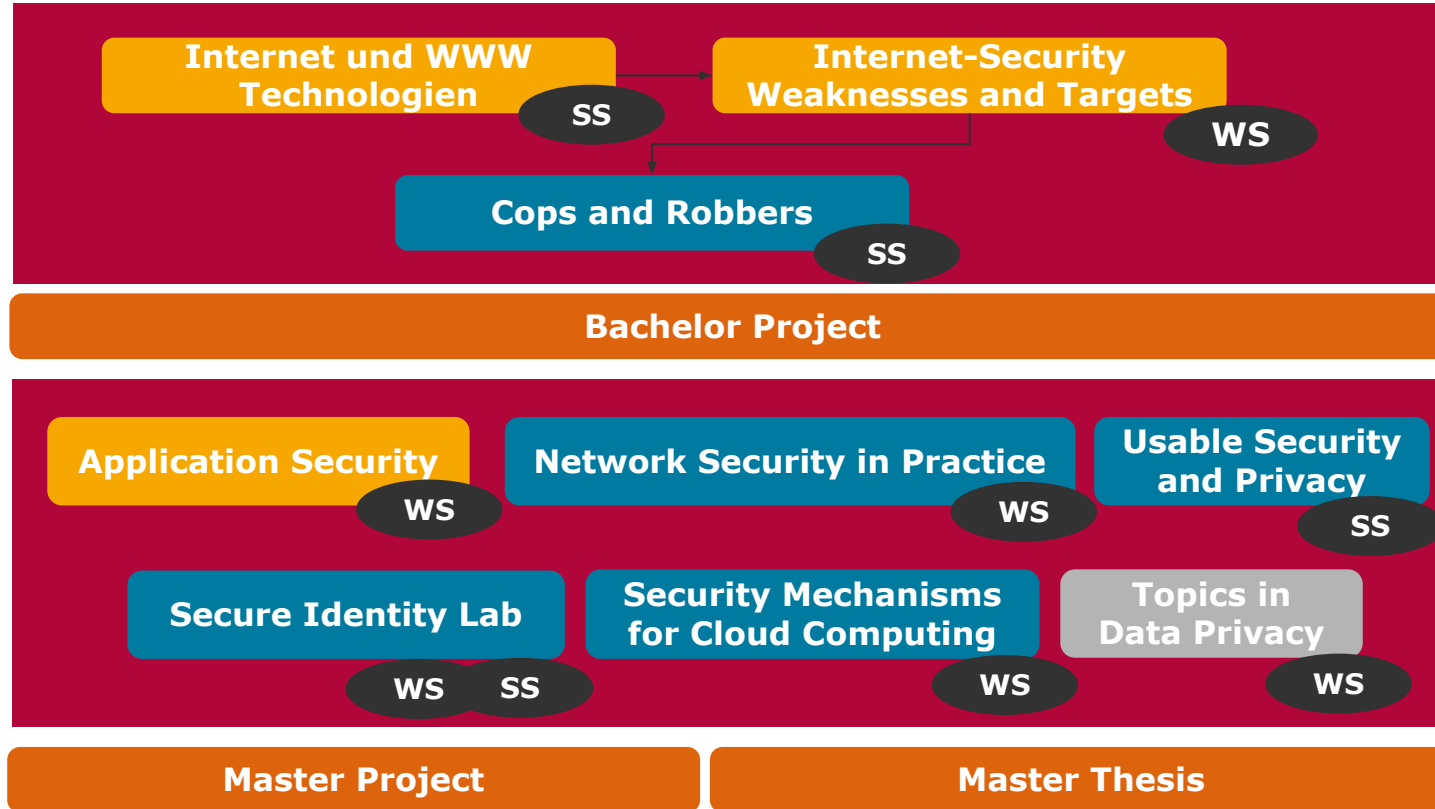 Internet und WWW
Technologien
SS
Internet-Security
Weaknesses and Targets
WS
Cops and Robbers
SS
Bachelor Project
Application Security
WS
Network Security in Practice
WS
Usable Security
and Privacy
SS
Secure Identity Lab
WS
SS
Security Mechanisms
for Cloud Computing
WS
Topics in
Data Privacy
WS
Master Project
Master Thesis